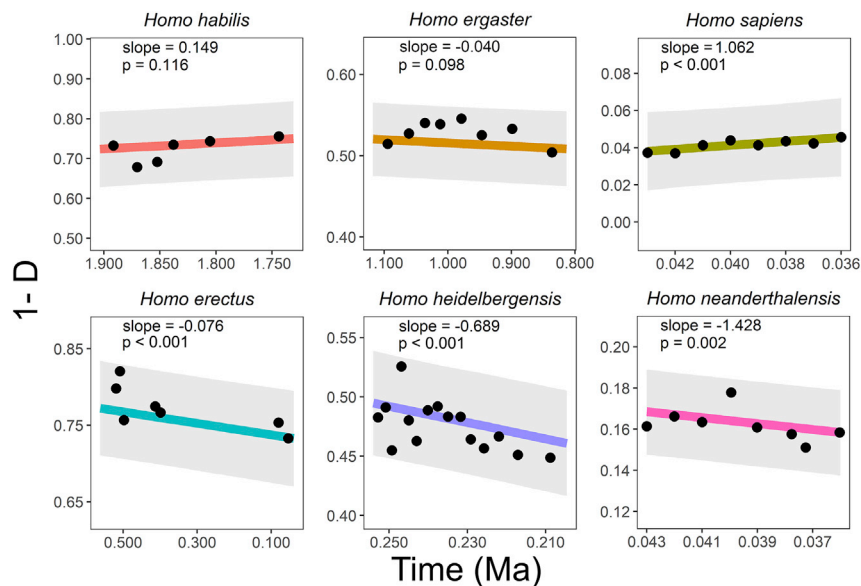 Homo habilis
slope = 0.149
p = 0.116
1.00
0.90
0.80
0.70
0.60
0.50
1.900
1.850
1.800
1.750
Homo ergaster
slope = -0.040
p = 0.098
0.60
0.50
0.40
1.100
1.000
0.900
0.800
Homo sapiens
slope = 1.062
p < 0.001
0.08
0.06
0.04
0.02
0.00
0.042
0.040
0.038
0.036
1- D
Homo erectus
slope = -0.076
p < 0.001
0.85
0.75
0.65
0.500
0.300
0.100
Homo heidelbergensis
slope = -0.689
p < 0.001
0.55
0.50
0.45
0.40
0.250
0.230
0.210
Homo neanderthalensis
slope = -1.428
p = 0.002
0.20
0.18
0.16
0.14
0.12
0.043
0.041
0.039
0.037
Time (Ma)